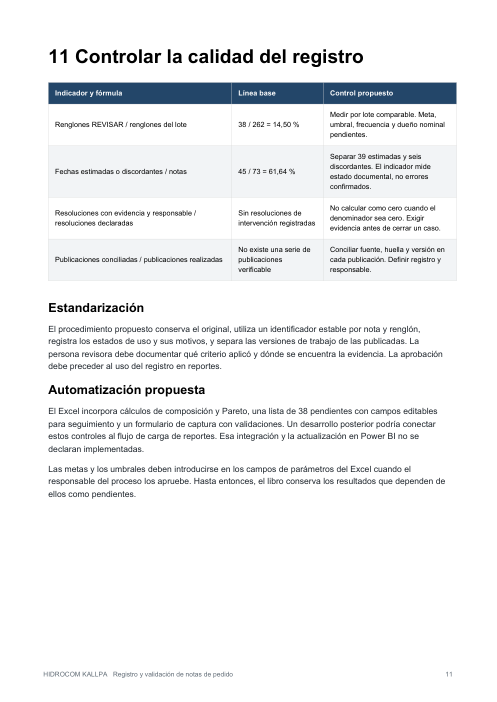 11 Controlar la calidad del registro
Indicador y fórmula
Línea base
Control propuesto
Renglones REVISAR / renglones del lote
38 / 262 = 14,50 %
Medir por lote comparable. Meta,
umbral, frecuencia y dueño nominal
pendientes.
Fechas estimadas o discordantes / notas
45 / 73 = 61,64 %
Separar 39 estimadas y seis
discordantes. El indicador mide
estado documental, no errores
confirmados.
Resoluciones con evidencia y responsable /
resoluciones declaradas
Sin resoluciones de
intervención registradas
No calcular como cero cuando el
denominador sea cero. Exigir
evidencia antes de cerrar un caso.
Publicaciones conciliadas / publicaciones realizadas
No existe una serie de
publicaciones
verificable
Conciliar fuente, huella y versión en
cada publicación. Definir registro y
responsable.
Estandarización
El procedimiento propuesto conserva el original, utiliza un identificador estable por nota y renglón,
registra los estados de uso y sus motivos, y separa las versiones de trabajo de las publicadas. La
persona revisora debe documentar qué criterio aplicó y dónde se encuentra la evidencia. La aprobación
debe preceder al uso del registro en reportes.
Automatización propuesta
El Excel incorpora cálculos de composición y Pareto, una lista de 38 pendientes con campos editables
para seguimiento y un formulario de captura con validaciones. Un desarrollo posterior podría conectar
estos controles al flujo de carga de reportes. Esa integración y la actualización en Power BI no se
declaran implementadas.
Las metas y los umbrales deben introducirse en los campos de parámetros del Excel cuando el
responsable del proceso los apruebe. Hasta entonces, el libro conserva los resultados que dependen de
ellos como pendientes.
HIDROCOM KALLPA Registro y validación de notas de pedido
11